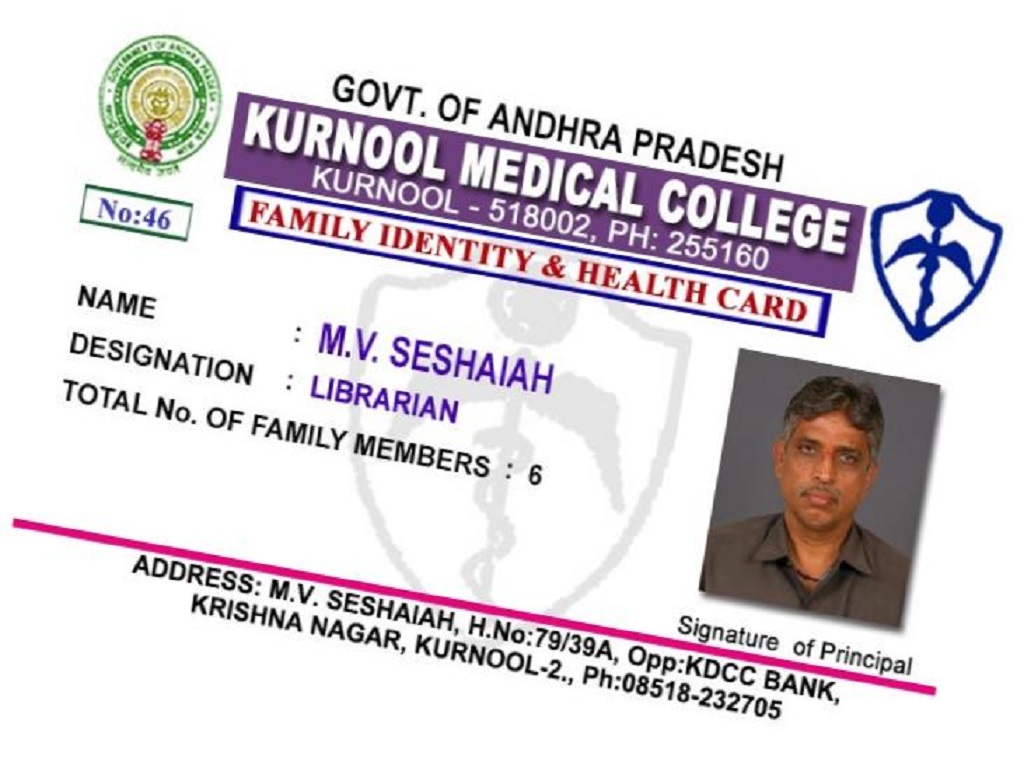 GOVERNMENT OF ANDHRA PRADESH
GOVT. OF ANDHRA PRADESH
KURNOOL MEDICAL COLLEGE
KURNOOL - 518002, PH: 255160
No:46
FAMILY IDENTITY & HEALTH CARD
NAME : M.V. SESHAIAH
DESIGNATION : LIBRARIAN
TOTAL No. OF FAMILY MEMBERS : 6
Signature of Principal
ADDRESS: M.V. SESHAIAH, H.No:79/39A, Opp:KDCC BANK,
KRISHNA NAGAR, KURNOOL-2., Ph:08518-232705